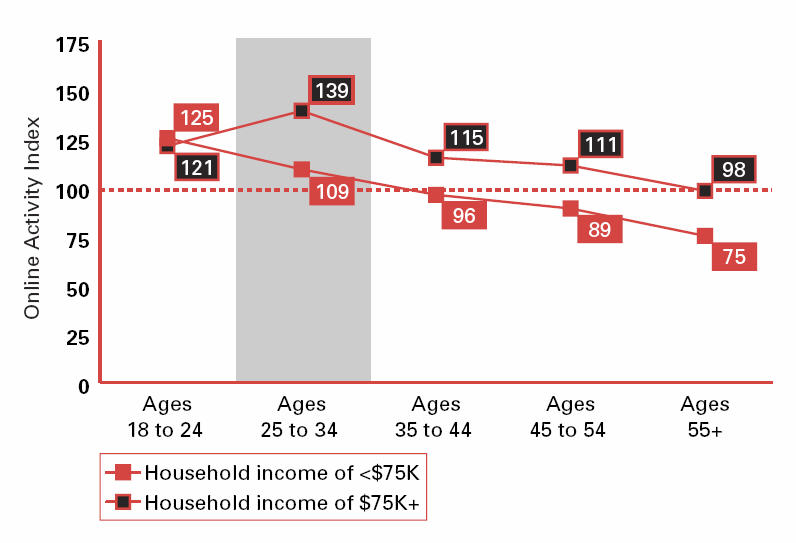 175
150
125
100
75
50
25
0
Online Activity Index
125
121
139
109
115
96
111
89
98
75
Ages
18 to 24
Ages
25 to 34
Ages
35 to 44
Ages
45 to 54
Ages
55+
Household income of <$75K
Household income of $75K+